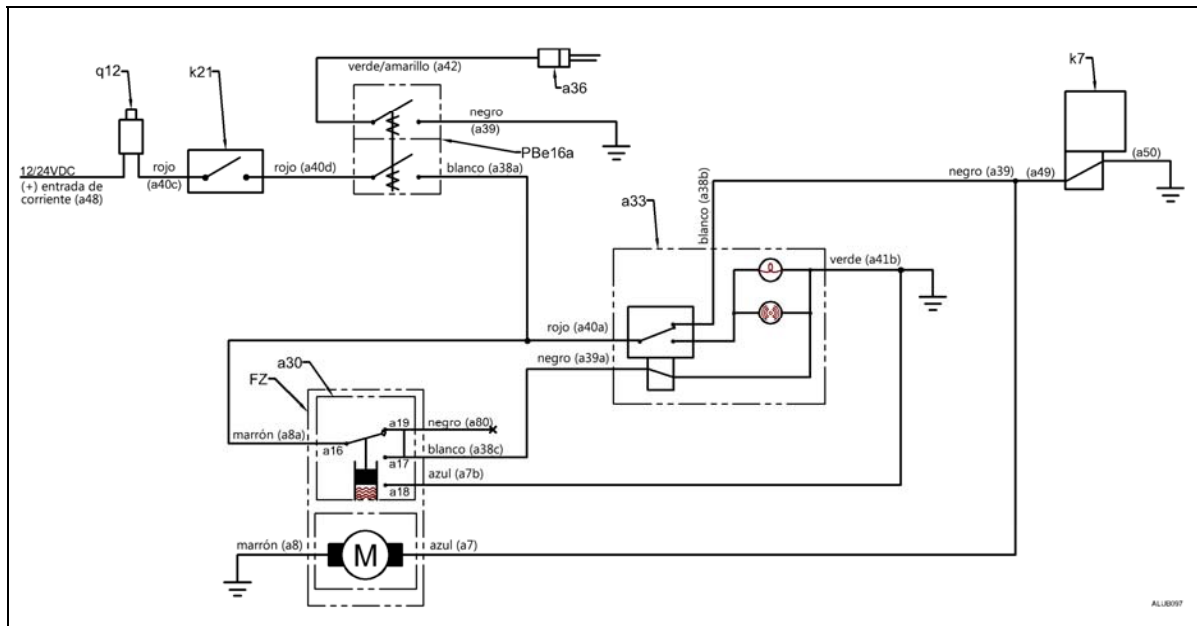 q12
k21
verde/amarillo (a42)
a36
k7
negro
(a39)
PBe16a
12/24VDC
(+) entrada de
corriente (a48)
rojo
(a40c)
rojo (a40d)
blanco (a38a)
negro (a39)
(a49)
(a50)
a33
blanco (a38b)
verde (a41b)
rojo (a40a)
negro (a39a)
a30
FZ
marrón (a8a)
a16
a19
negro (a80)
a17
blanco (a38c)
azul (a7b)
a18
marrón (a8)
M
azul (a7)
ALUB097